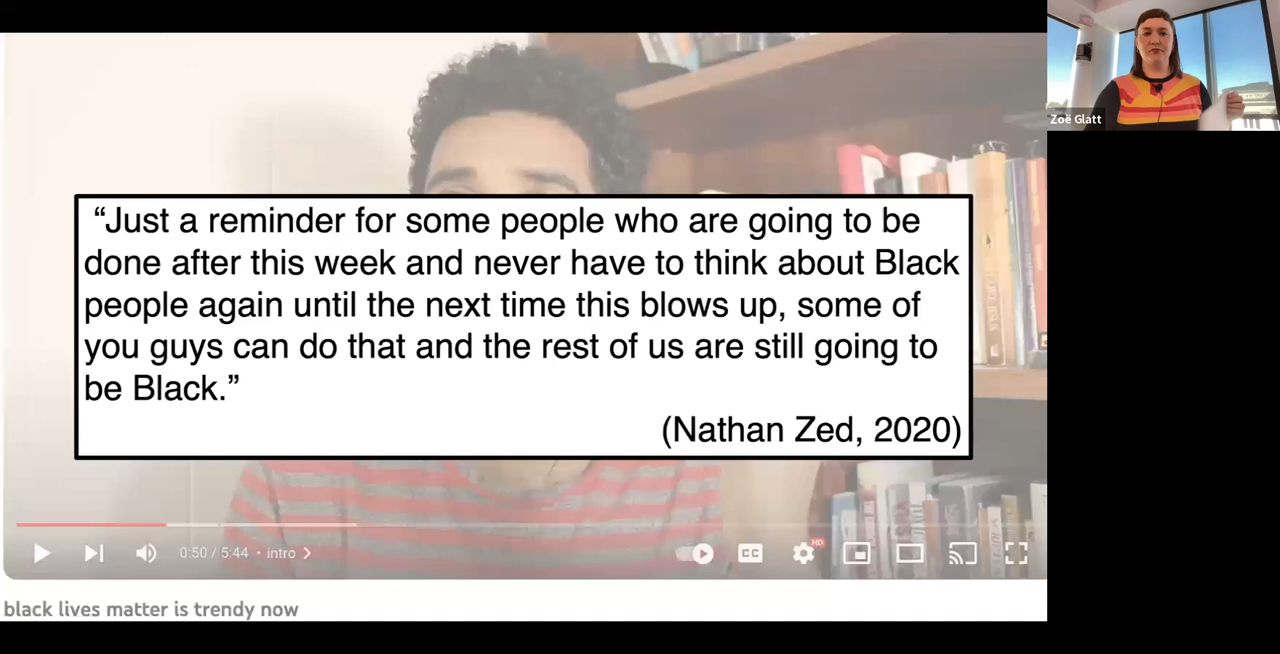 Zoë Glatt
“Just a reminder for some people who are going to be
done after this week and never have to think about Black
people again until the next time this blows up, some of
you guys can do that and the rest of us are still going to
be Black.”
(Nathan Zed, 2020)
0:50 / 5:44 • intro
CC
HD
black lives matter is trendy now